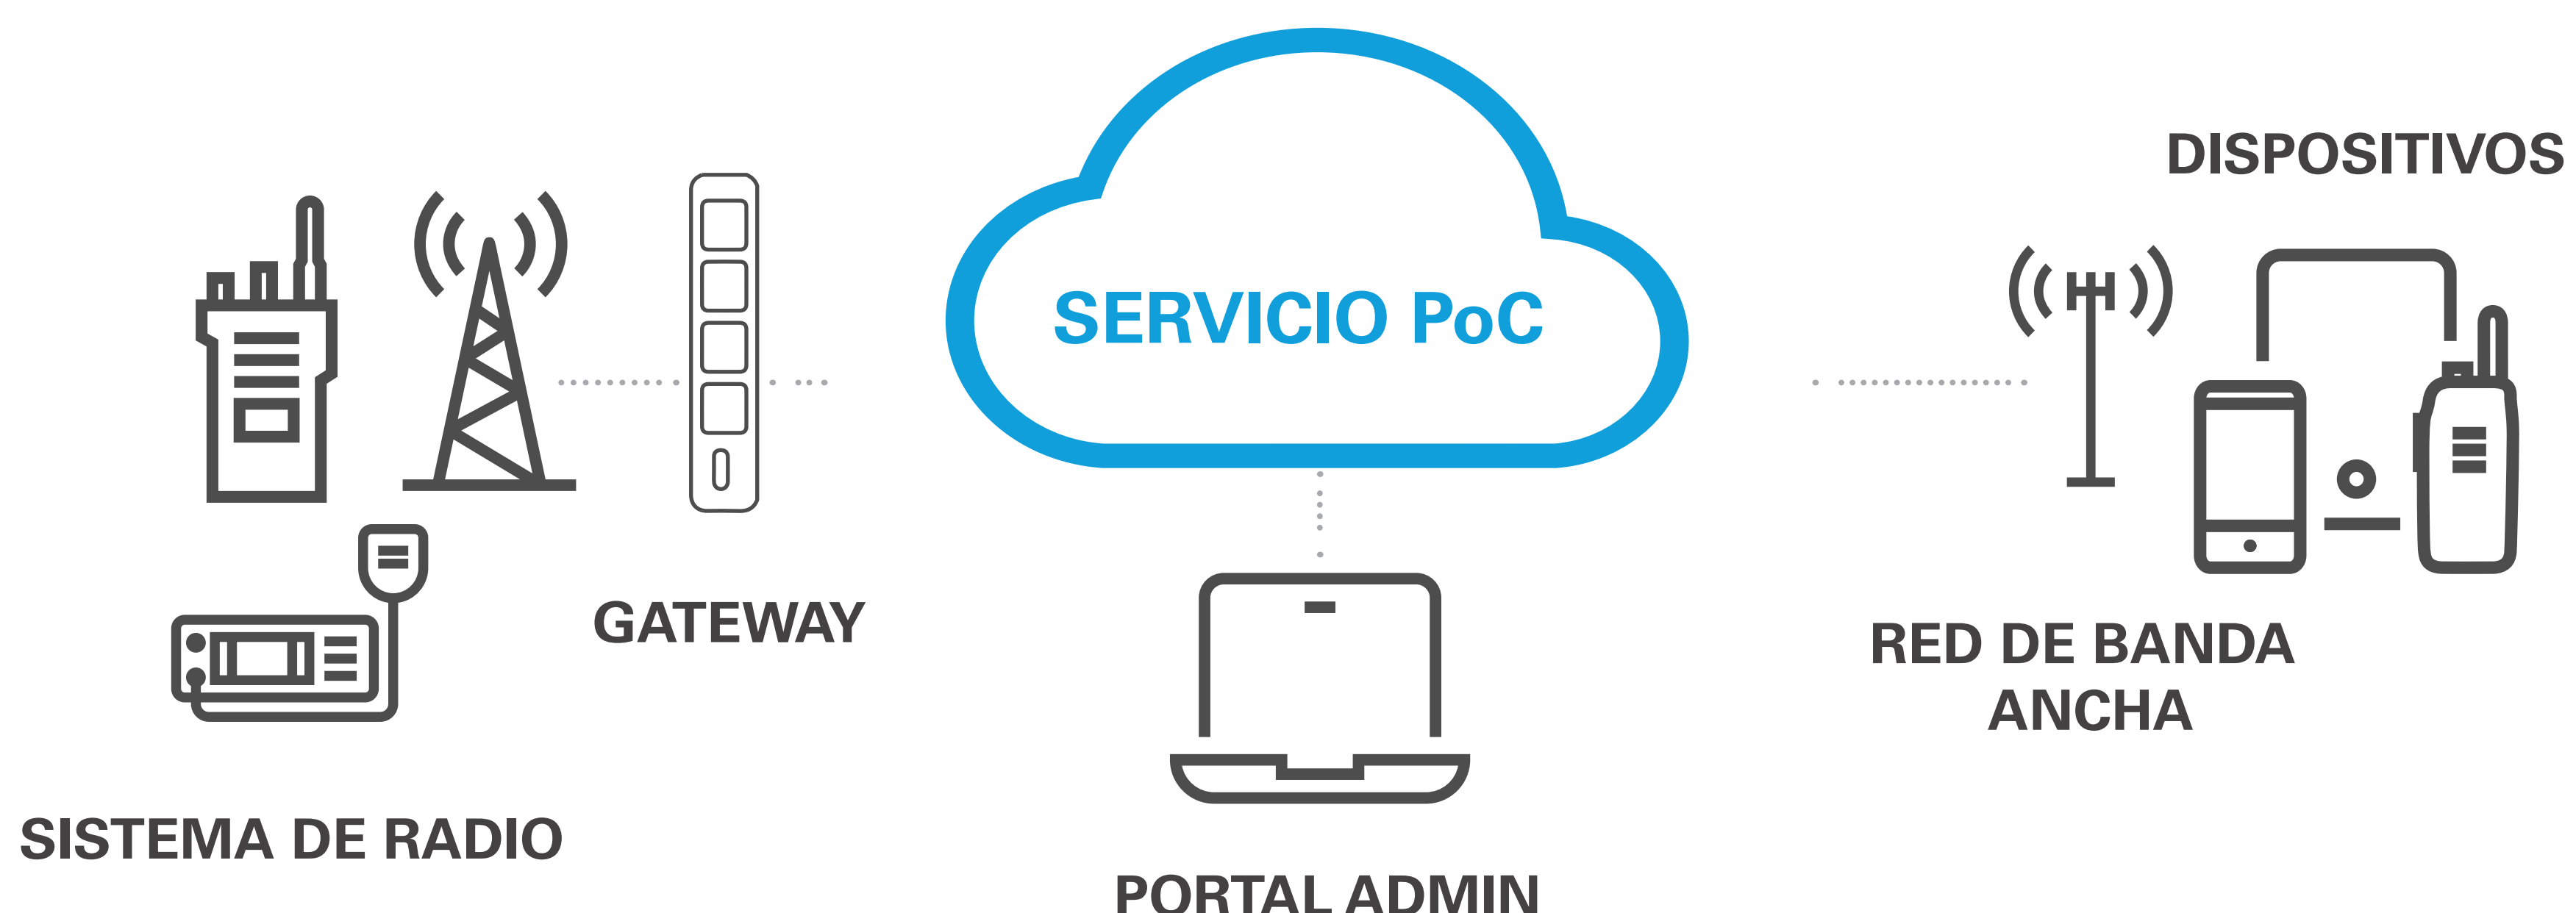 DISPOSITIVOS
SERVICIO PoC
GATEWAY
RED DE BANDA
ANCHA
SISTEMA DE RADIO
PORTAL ADMIN